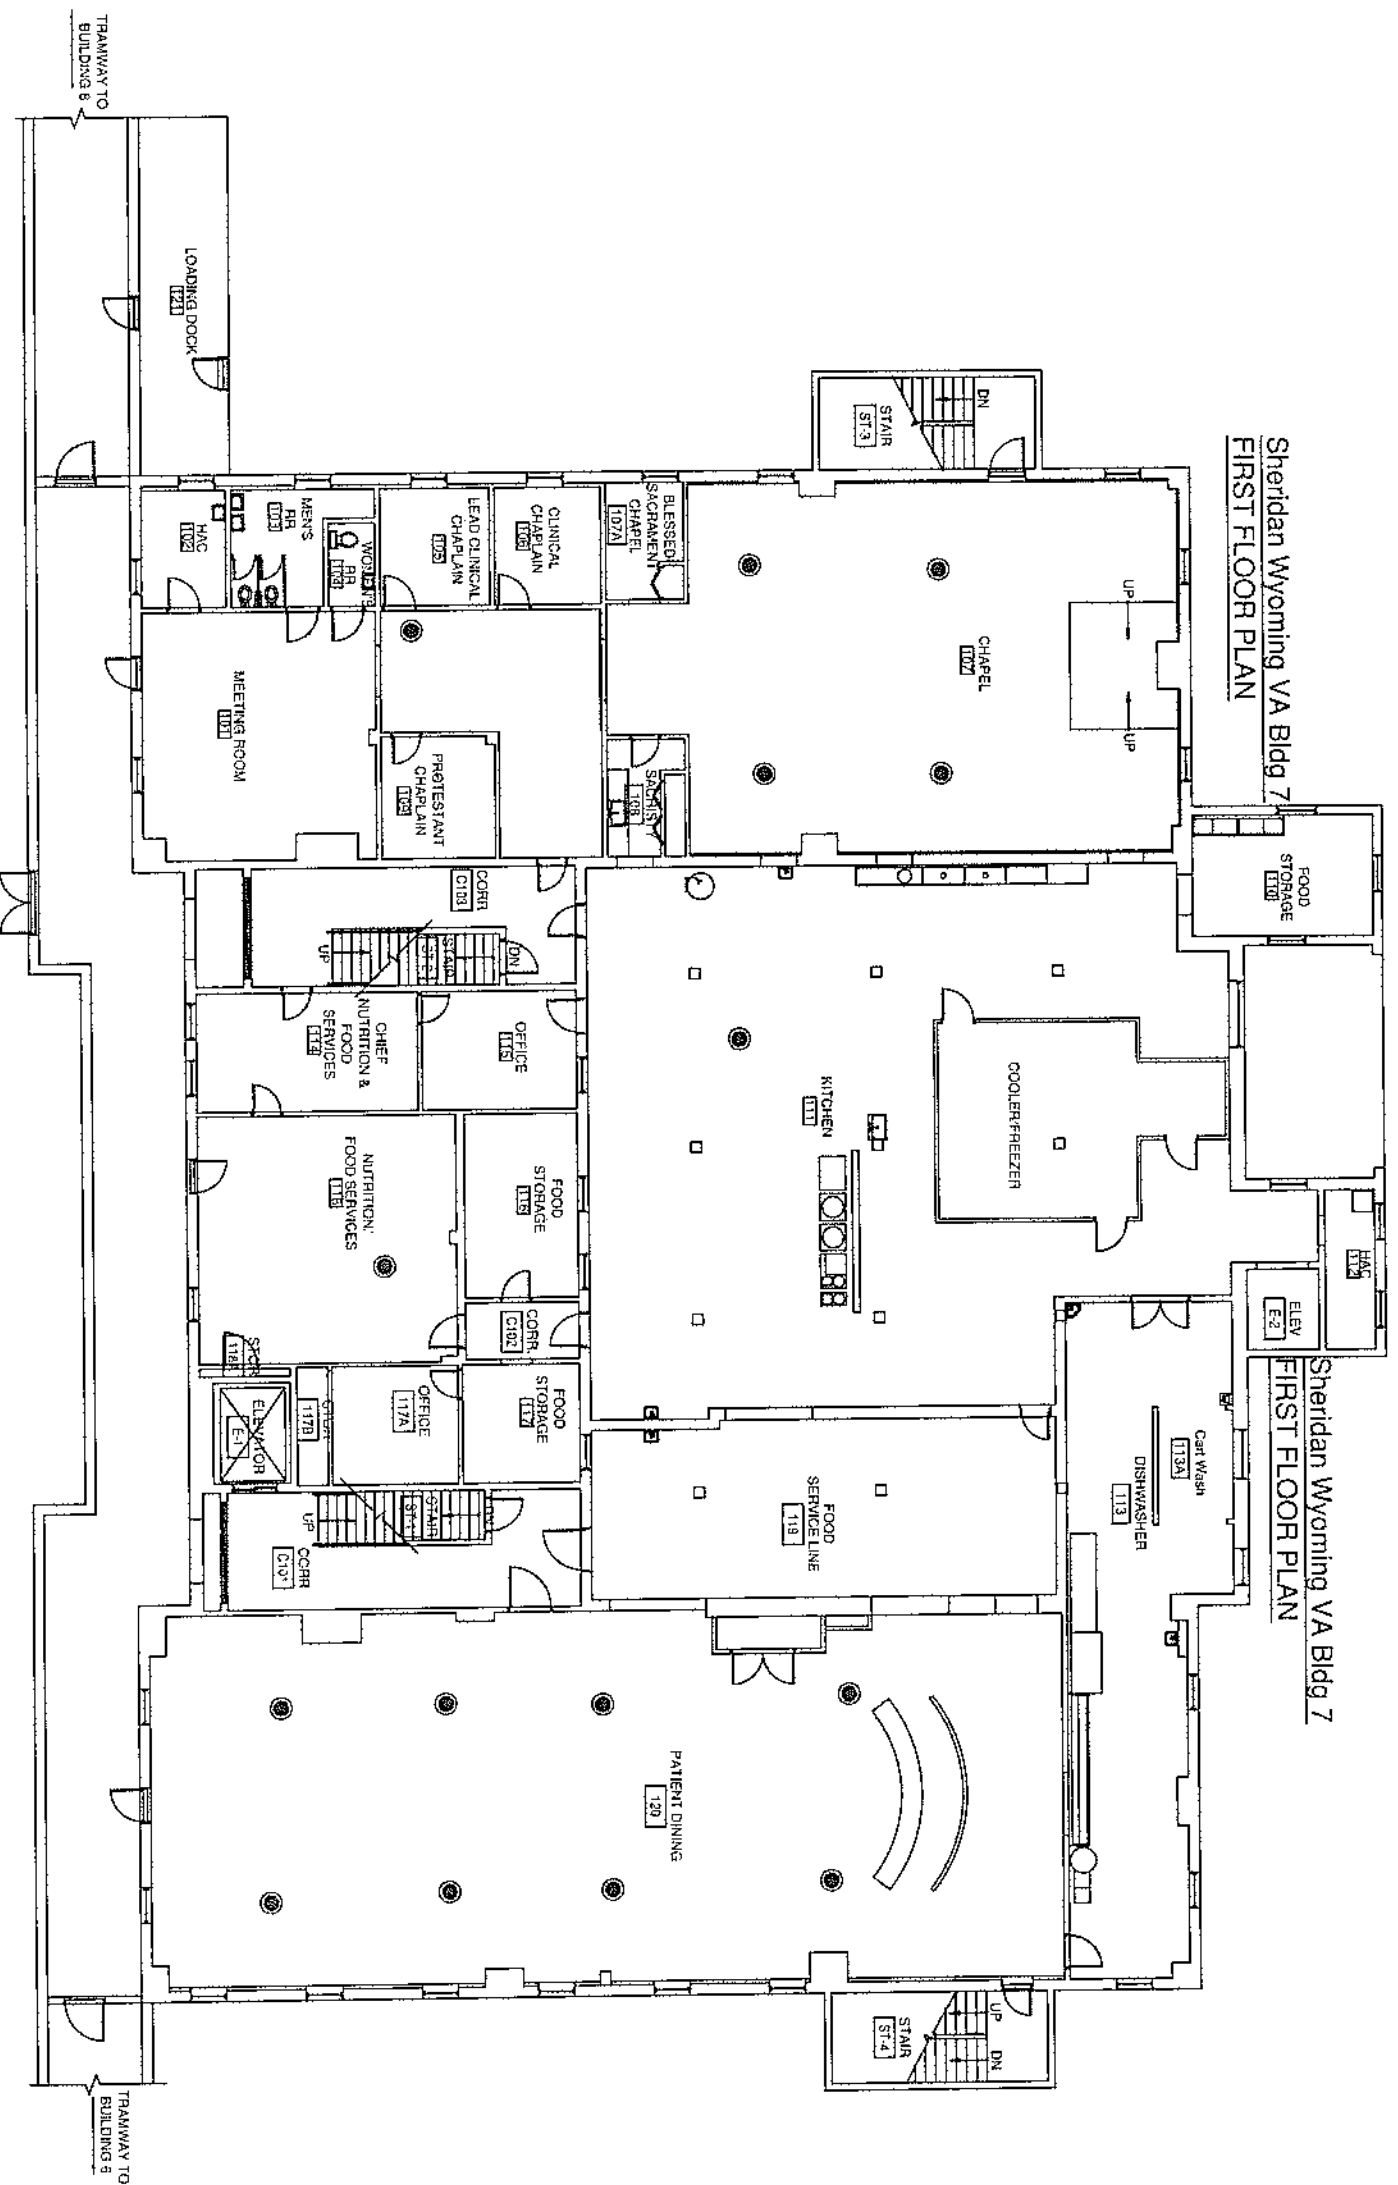 Sheridan Wyoming VA Bldg 7
FIRST FLOOR PLAN
Sheridan Wyoming VA Bldg 7
FIRST FLOOR PLAN
FOOD
STORAGE
110
HAC
112
ELEV
E-2
STAIR
ST-3
DN
CHAPEL
107
UP
UP
BLESSED
SACRAMENT
CHAPEL
107A
SACRISTY
108
CLINICAL
CHAPLAIN
106
LEAD CLINICAL
CHAPLAIN
105
PROTESTANT
CHAPLAIN
109
WOMEN'S
RR
104
MEN'S
RR
103
HAC
102
MEETING ROOM
101
LOADING DOCK
121
TRAMWAY TO
BUILDING 8
COOLER/FREEZER
KITCHEN
111
CORR
C103
STAIR
DN
UP
OFFICE
115
CHIEF
NUTRITION &
FOOD
SERVICES
114
FOOD
STORAGE
116
NUTRITION/
FOOD SERVICES
118
CORR.
C102
FOOD
STORAGE
117
OFFICE
117A
117B
ELEVATOR
E-1
STAIR
ST-1
UP
CORR
Cart Wash
113A
DISHWASHER
113
FOOD
SERVICE LINE
119
PATIENT DINING
120
UP
DN
STAIR
ST-4
TRAMWAY TO
BUILDING 6